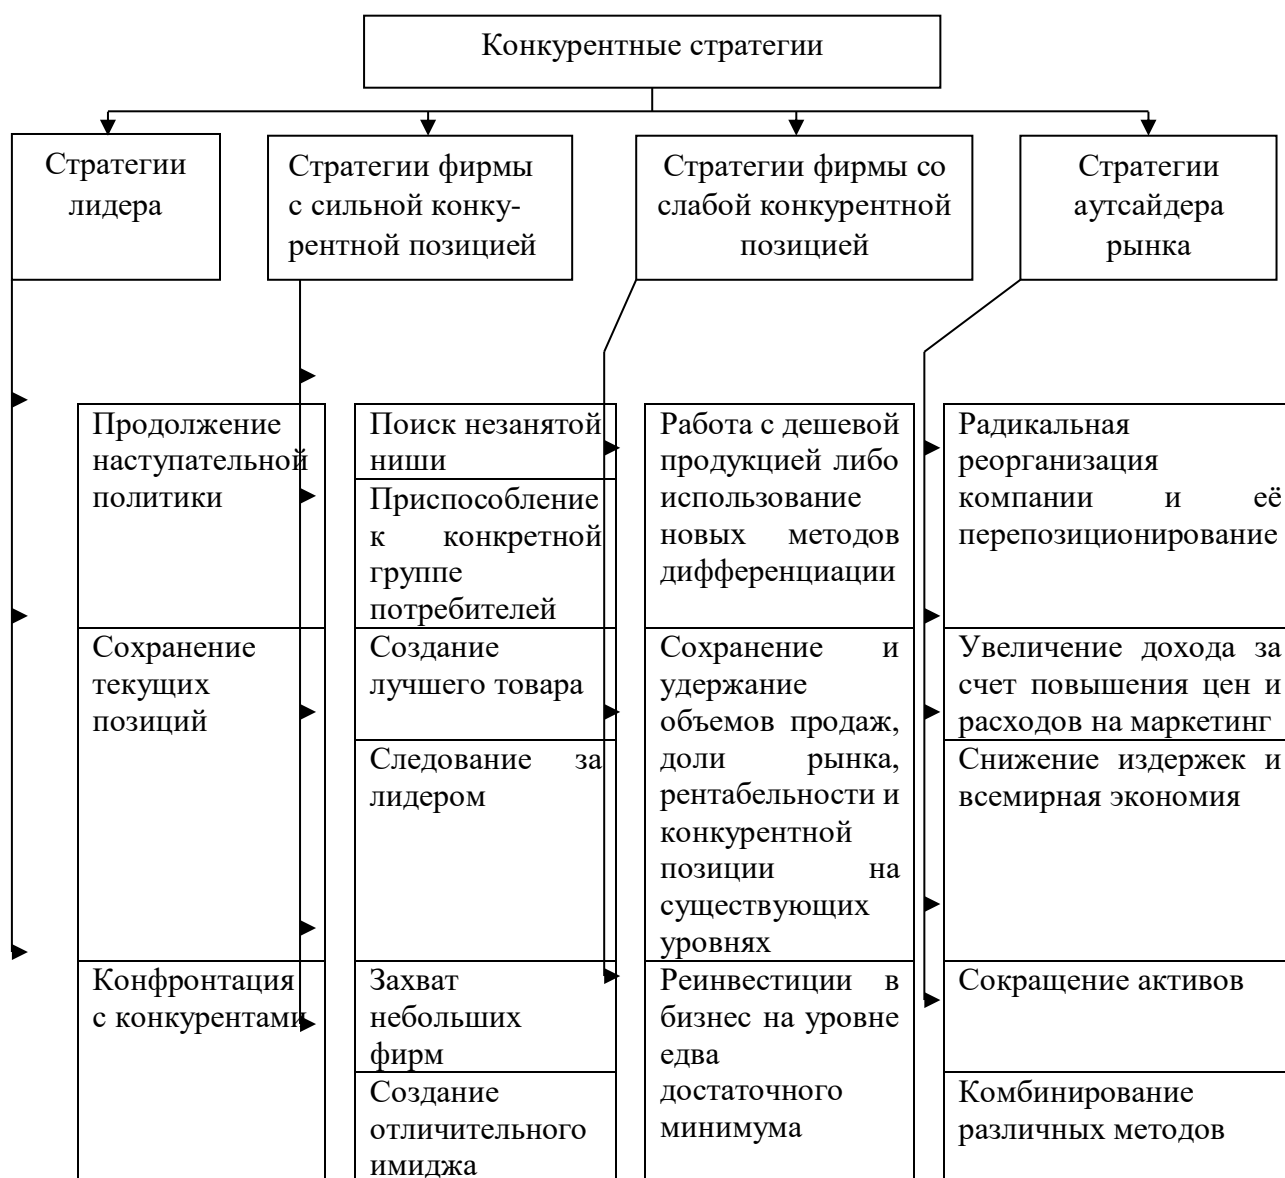 Конкурентные стратегии
Стратегии
лидера
Стратегии фирмы
с сильной конку-
рентной позицией
Стратегии фирмы со
слабой конкурентной
позицией
Стратегии
аутсайдера
рынка
Продолжение
наступательной
политики
Сохранение
текущих
позиций
Конфронтация
с конкурентами
Поиск незанятой
ниши
Приспособление
к конкретной
группе
потребителей
Создание
лучшего товара
Следование за
лидером
Захват
небольших
фирм
Создание
отличительного
имиджа
Работа с дешевой
продукцией либо
использование
новых методов
дифференциации
Сохранение и
удержание
объемов продаж,
доли рынка,
рентабельности и
конкурентной
позиции на
существующих
уровнях
Реинвестиции в
бизнес на уровне
едва
достаточного
минимума
Радикальная
реорганизация
компании и её
перепозиционирование
Увеличение дохода за
счет повышения цен и
расходов на маркетинг
Снижение издержек и
всемирная экономия
Сокращение активов
Комбинирование
различных методов